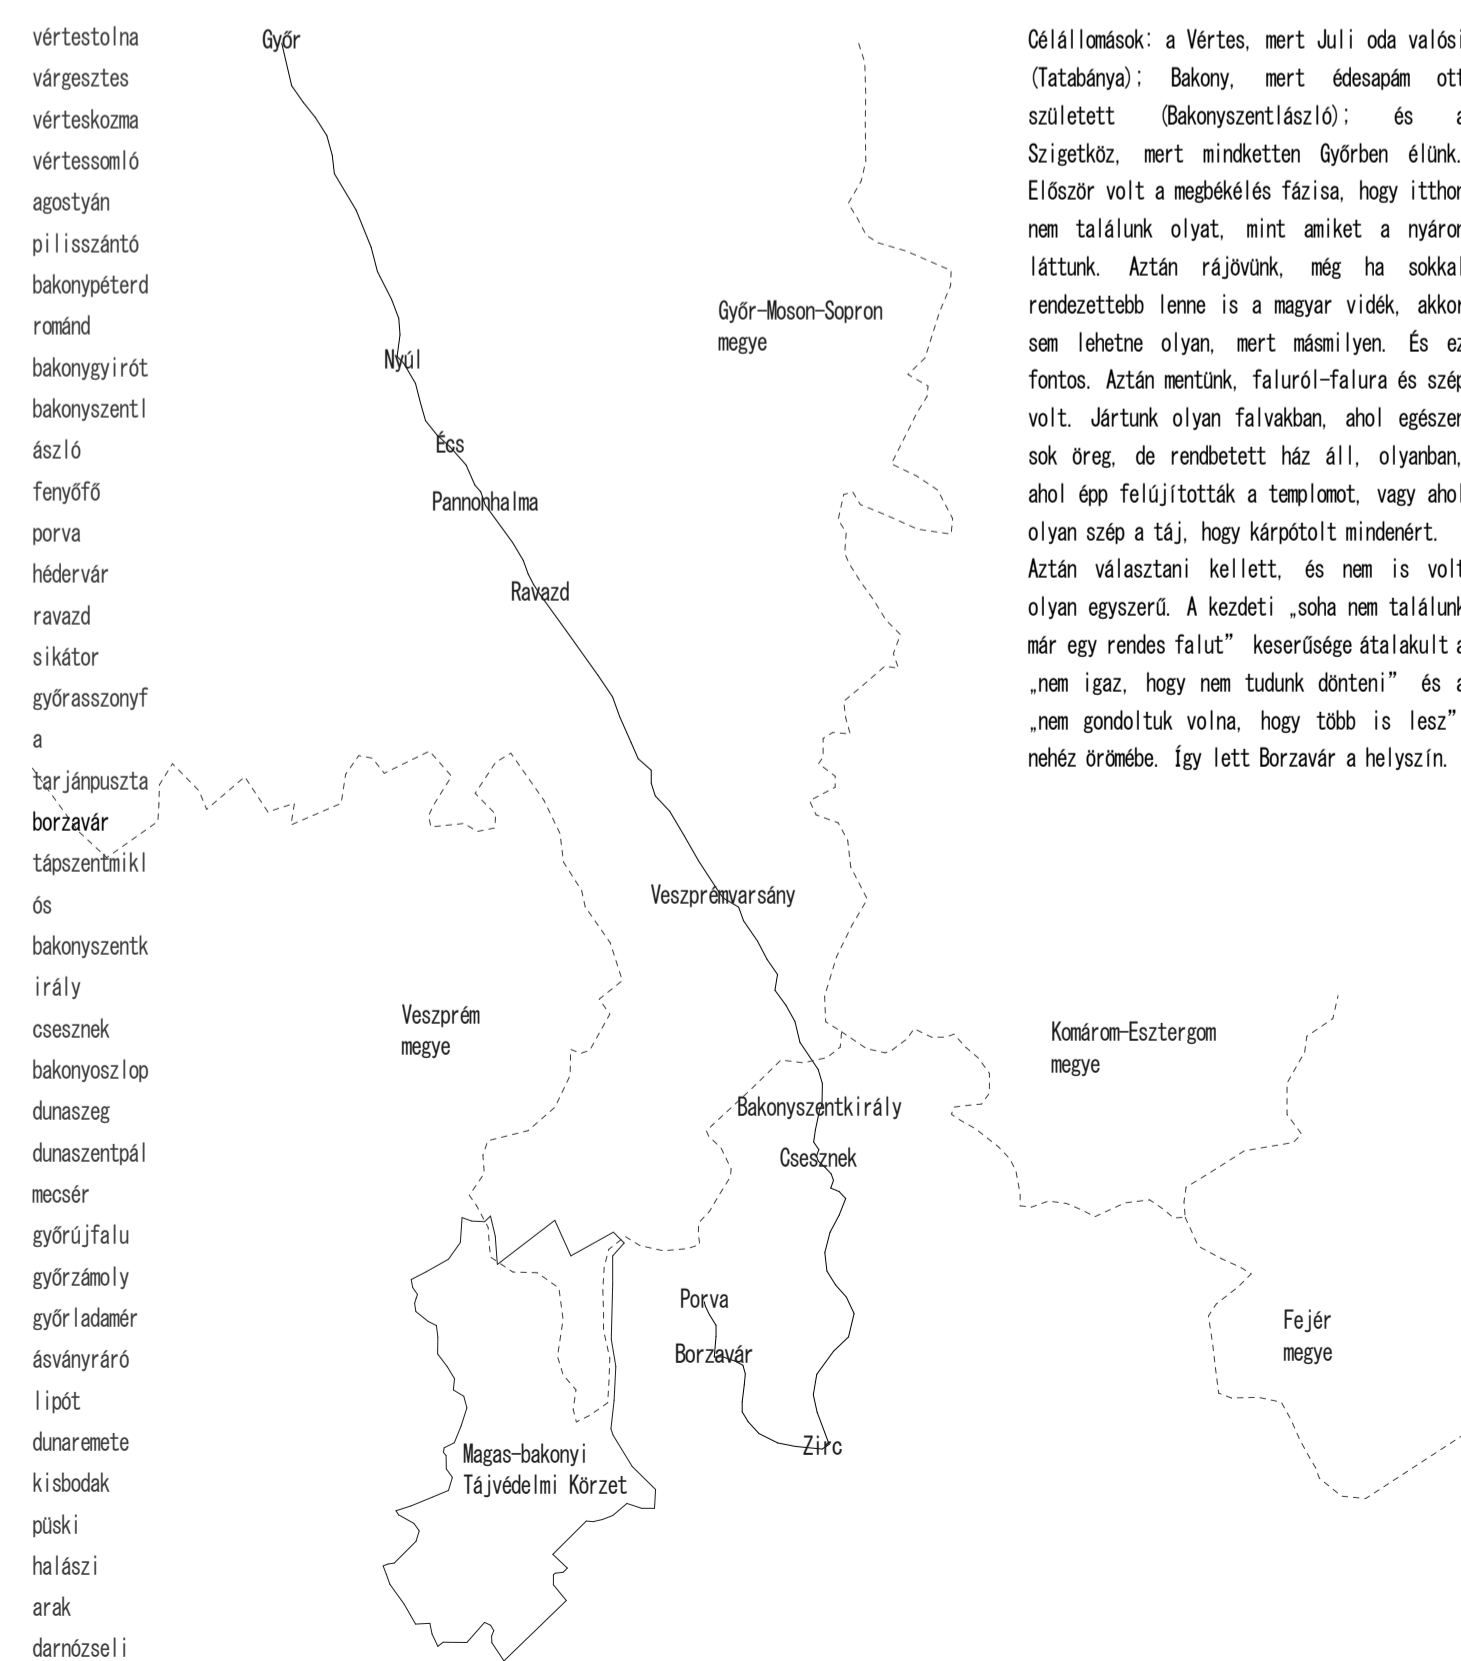 vértestolna
várgesztes
vérteskozma
vértessomló
agostyán
pilisszántó
bakonypéterd
románd
bakonygyirót
bakonyszentl
ászló
fenyőfő
porva
hédervár
ravazd
sikátor
győrasszonyf
a
tarjánpuszta
borzavár
tápszentmikl
ós
bakonyszentk
irály
csesznek
bakonyoszlop
dunaszeg
dunaszentpál
mecsér
győrújfalu
győrzámoly
győrladamér
ásványráró
lipót
dunaremete
kisbodak
püski
halászi
arak
darnózseli
Győr
Nyúl
Écs
Pannonhalma
Ravazd
Veszprémvarsány
Bakonyszentkirály
Csesznek
Porva
Borzavár
Zirc
Győr-Moson-Sopron
megye
Veszprém
megye
Komárom-Esztergom
megye
Fejér
megye
Magas-bakonyi
Tájvédelmi Körzet
Célállomások: a Vértes, mert Juli oda valósi
(Tatabánya); Bakony, mert édesapám ott
született (Bakonyszentlászló); és a
Szigetköz, mert mindketten Győrben élünk.
Először volt a megbékélés fázisa, hogy itthon
nem találunk olyat, mint amiket a nyáron
láttunk. Aztán rájövünk, még ha sokkal
rendezettebb lenne is a magyar vidék, akkor
sem lehetne olyan, mert másmilyen. És ez
fontos. Aztán mentünk, faluról-falura és szép
volt. Jártunk olyan falvakban, ahol egészen
sok öreg, de rendbetett ház áll, olyanban,
ahol épp felújították a templomot, vagy ahol
olyan szép a táj, hogy kárpótolt mindenért.
Aztán választani kellett, és nem is volt
olyan egyszerű. A kezdeti „soha nem találunk
már egy rendes falut” keserűsége átalakult a
„nem igaz, hogy nem tudunk dönteni” és a
„nem gondoltuk volna, hogy több is lesz”
nehéz örömébe. Így lett Borzavár a helyszín.